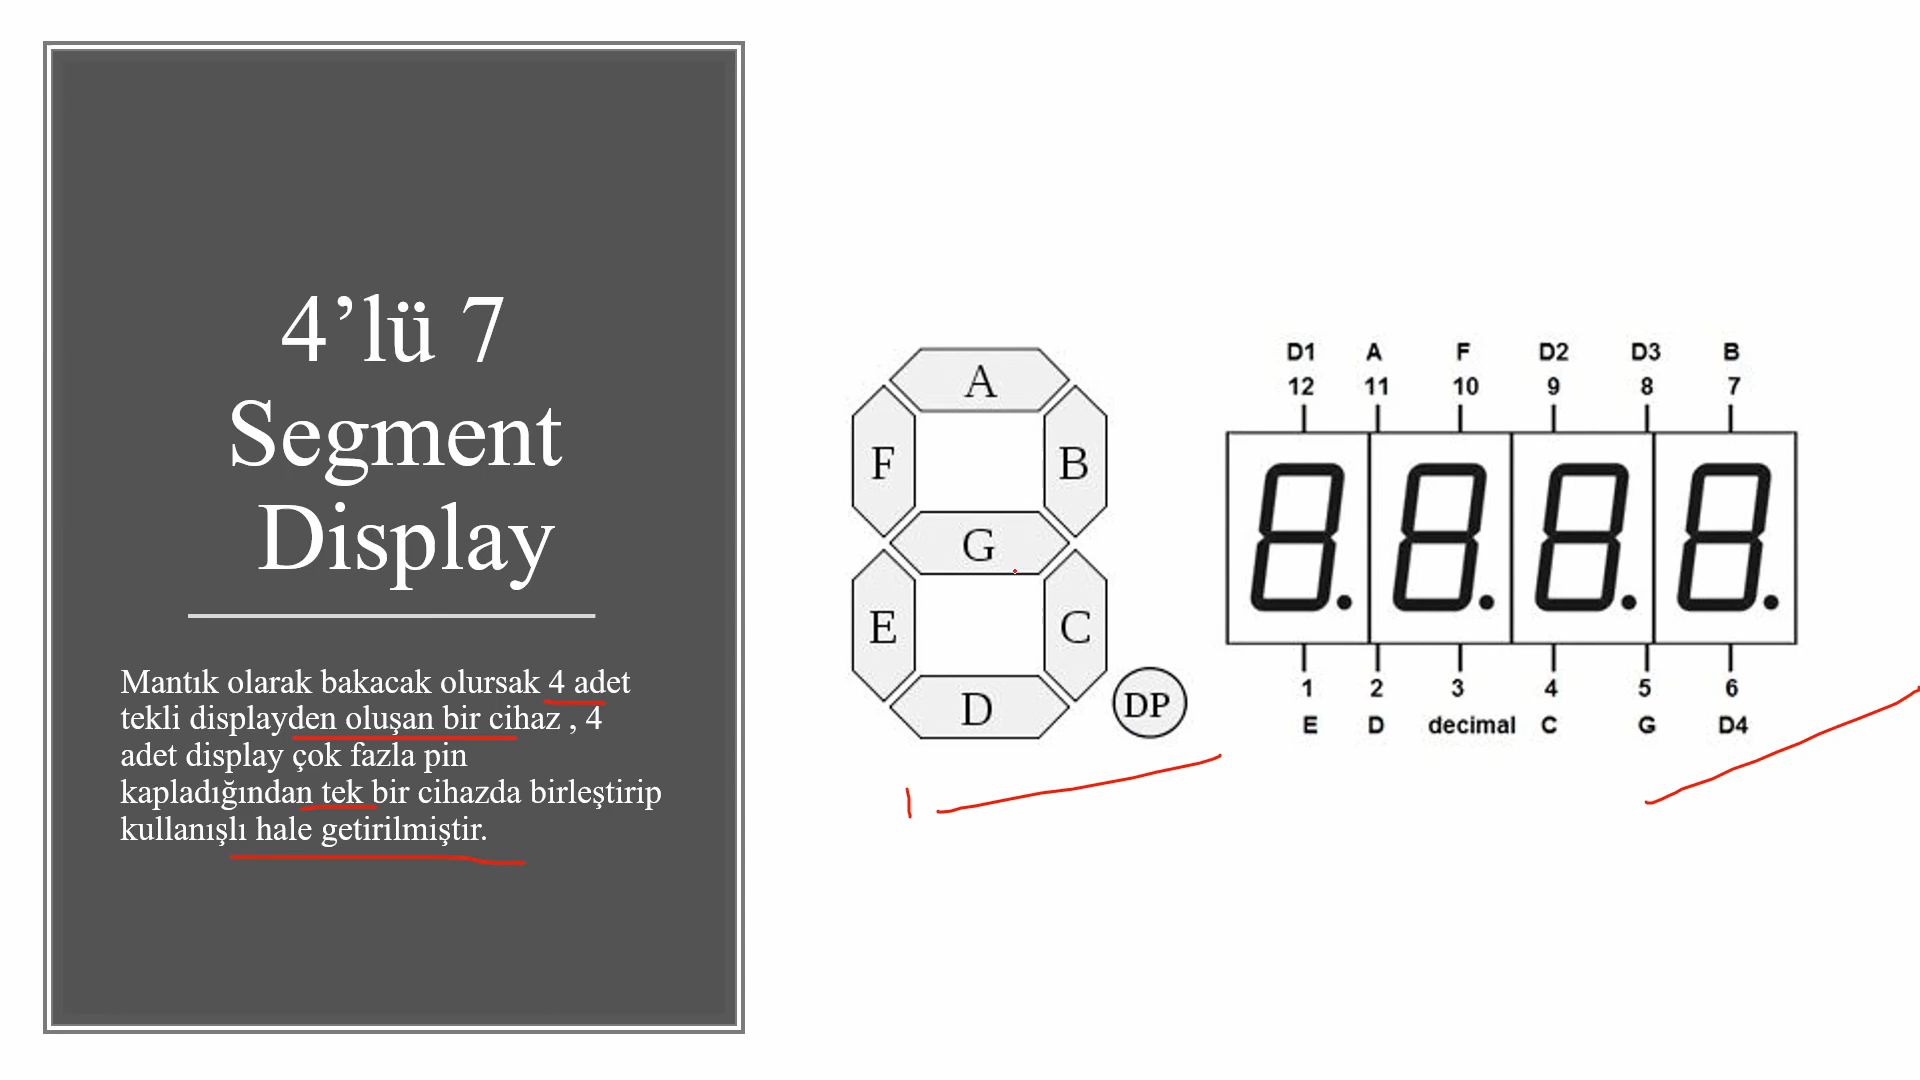 4’lü 7
Segment
Display
Mantık olarak bakacak olursak 4 adet
tekli displayden oluşan bir cihaz , 4
adet display çok fazla pin
kapladığından tek bir cihazda birleştirip
kullanışlı hale getirilmiştir.
A
F B
G
E C
D DP
D1 A F D2 D3 B
12 11 10 9 8 7
1 2 3 4 5 6
E D decimal C G D4